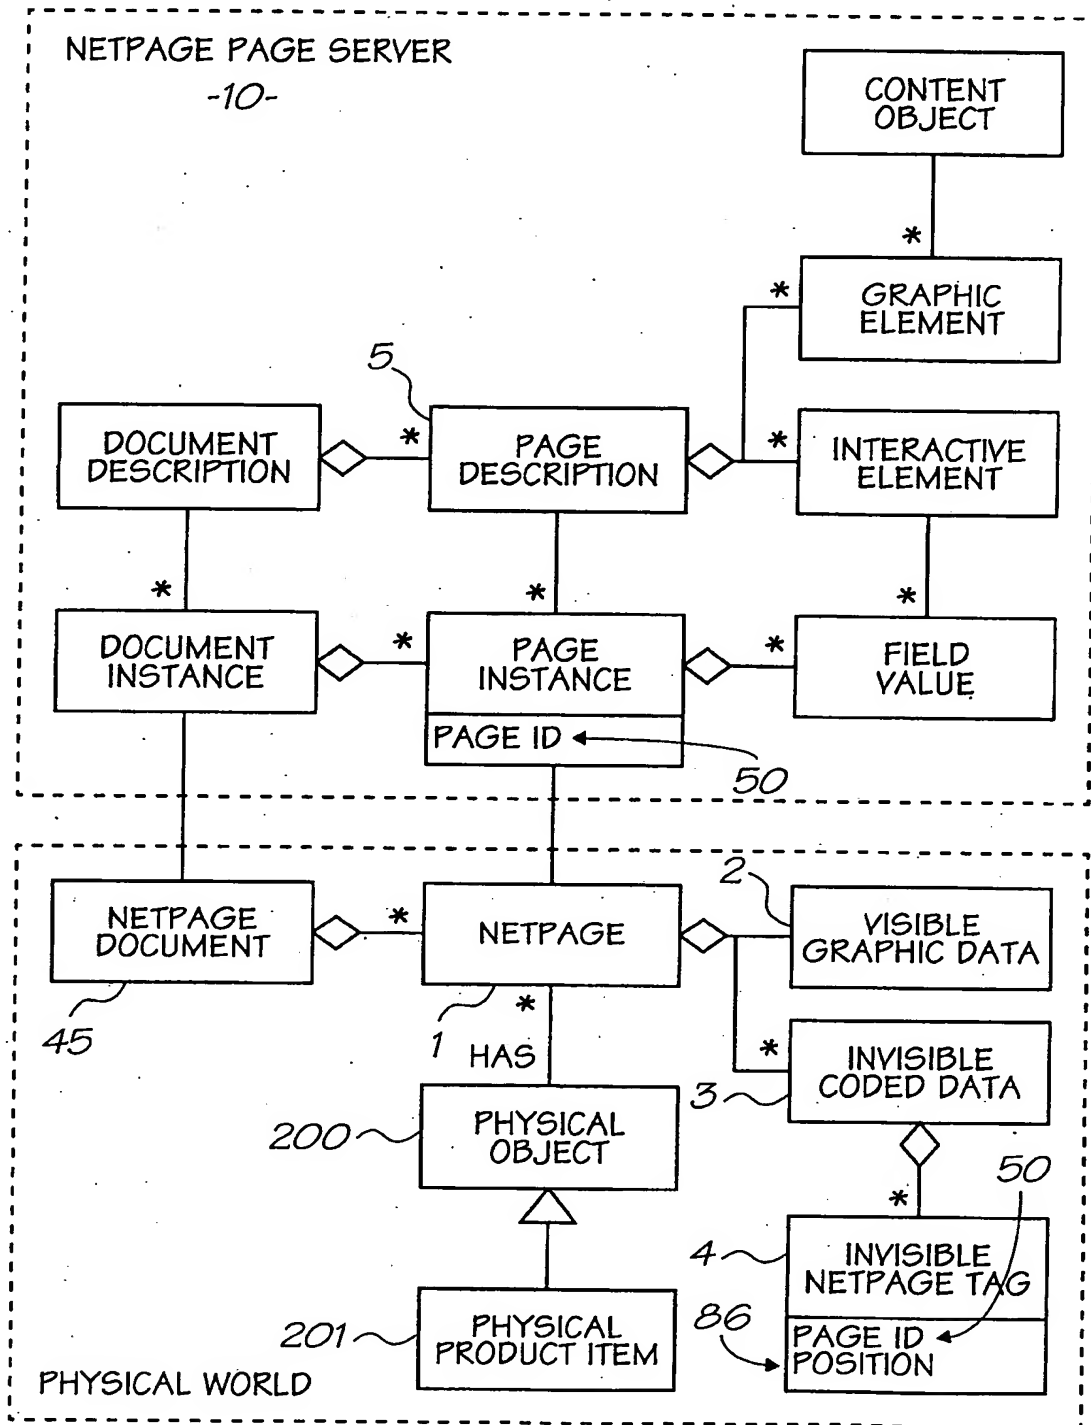 NETPAGE PAGE SERVER
-10-
CONTENT
OBJECT
*
*
GRAPHIC
ELEMENT
5
DOCUMENT
DESCRIPTION
*
PAGE
DESCRIPTION
*
INTERACTIVE
ELEMENT
*
*
*
DOCUMENT
INSTANCE
*
PAGE
INSTANCE
PAGE ID
50
*
FIELD
VALUE
NETPAGE
DOCUMENT
45
*
NETPAGE
1
*
HAS
2
VISIBLE
GRAPHIC DATA
*
3
INVISIBLE
CODED DATA
200
PHYSICAL
OBJECT
*
50
4
INVISIBLE
NETPAGE TAG
86
PAGE ID
POSITION
201
PHYSICAL
PRODUCT ITEM
PHYSICAL WORLD